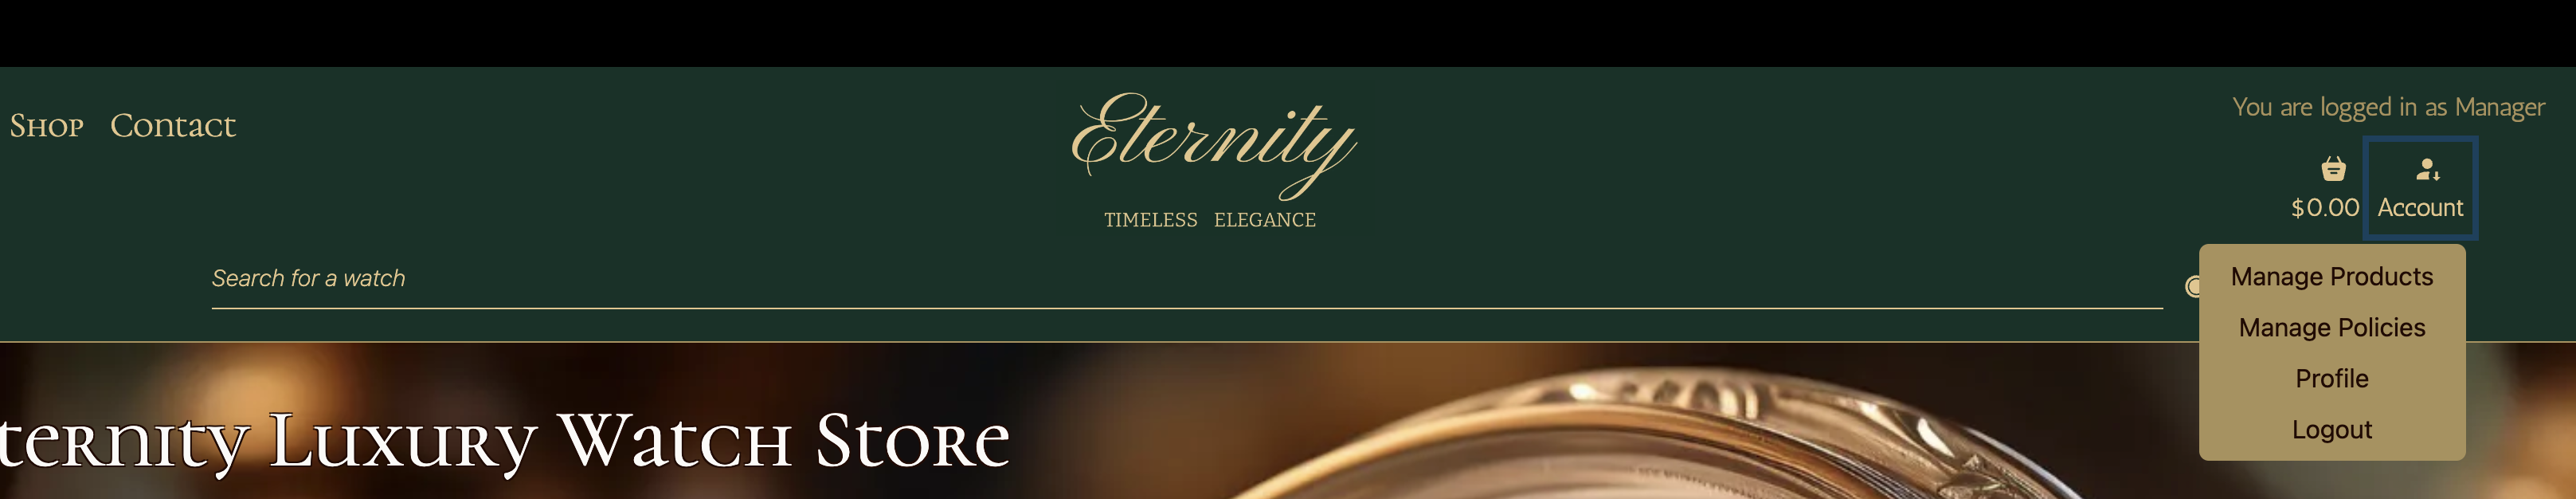 Shop Contact
Eternity
TIMELESS ELEGANCE
You are logged in as Manager
$0.00 Account
Search for a watch
Manage Products
Manage Policies
Profile
Logout
ternity Luxury Watch Store